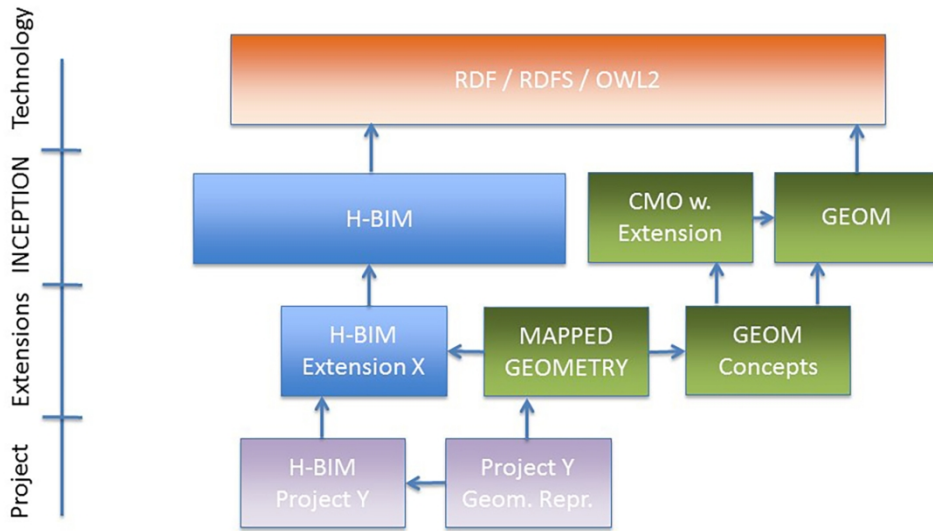 Technology
RDF / RDFS / OWL2
INCEPTION
H-BIM
CMO w.
Extension
GEOM
Extensions
H-BIM
Extension X
MAPPED
GEOMETRY
GEOM
Concepts
Project
H-BIM
Project Y
Project Y
Geom. Repr.